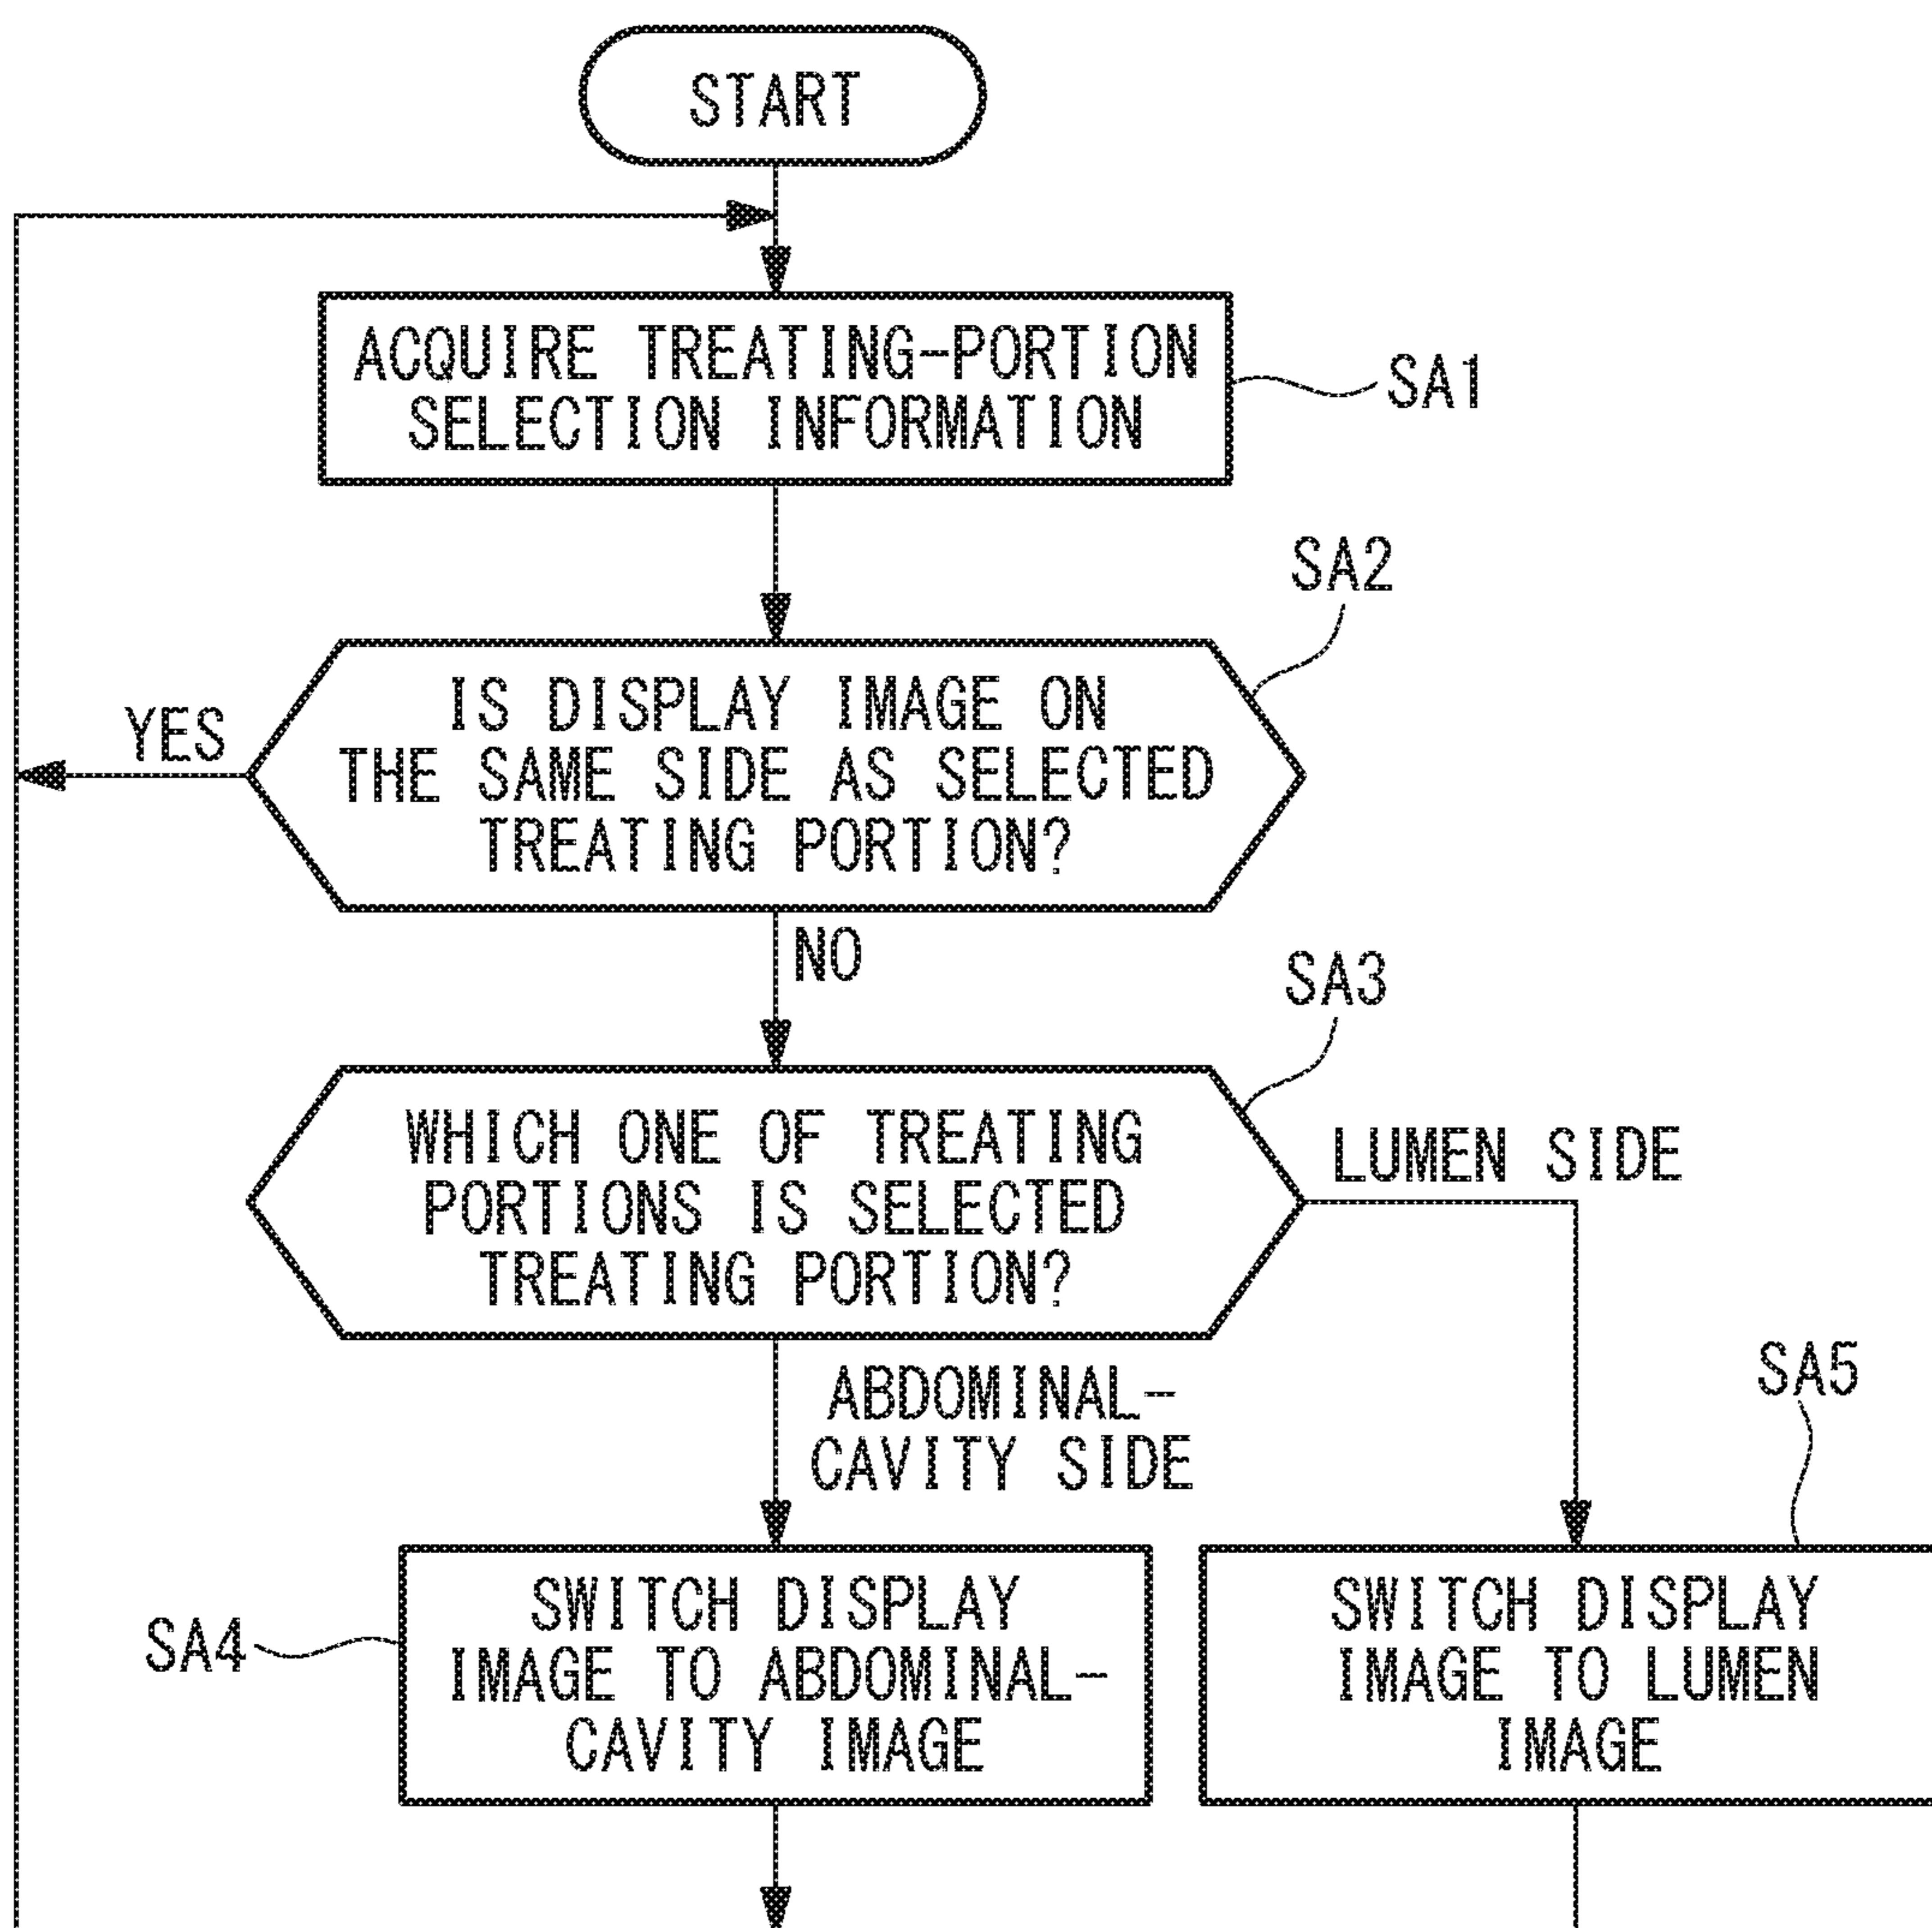 START
ACQUIRE TREATING-PORTION
SELECTION INFORMATION
SA1
SA2
IS DISPLAY IMAGE ON
THE SAME SIDE AS SELECTED
TREATING PORTION?
YES
NO
SA3
WHICH ONE OF TREATING
PORTIONS IS SELECTED
TREATING PORTION?
LUMEN SIDE
ABDOMINAL-
CAVITY SIDE
SA5
SA4
SWITCH DISPLAY
IMAGE TO ABDOMINAL-
CAVITY IMAGE
SWITCH DISPLAY
IMAGE TO LUMEN
IMAGE